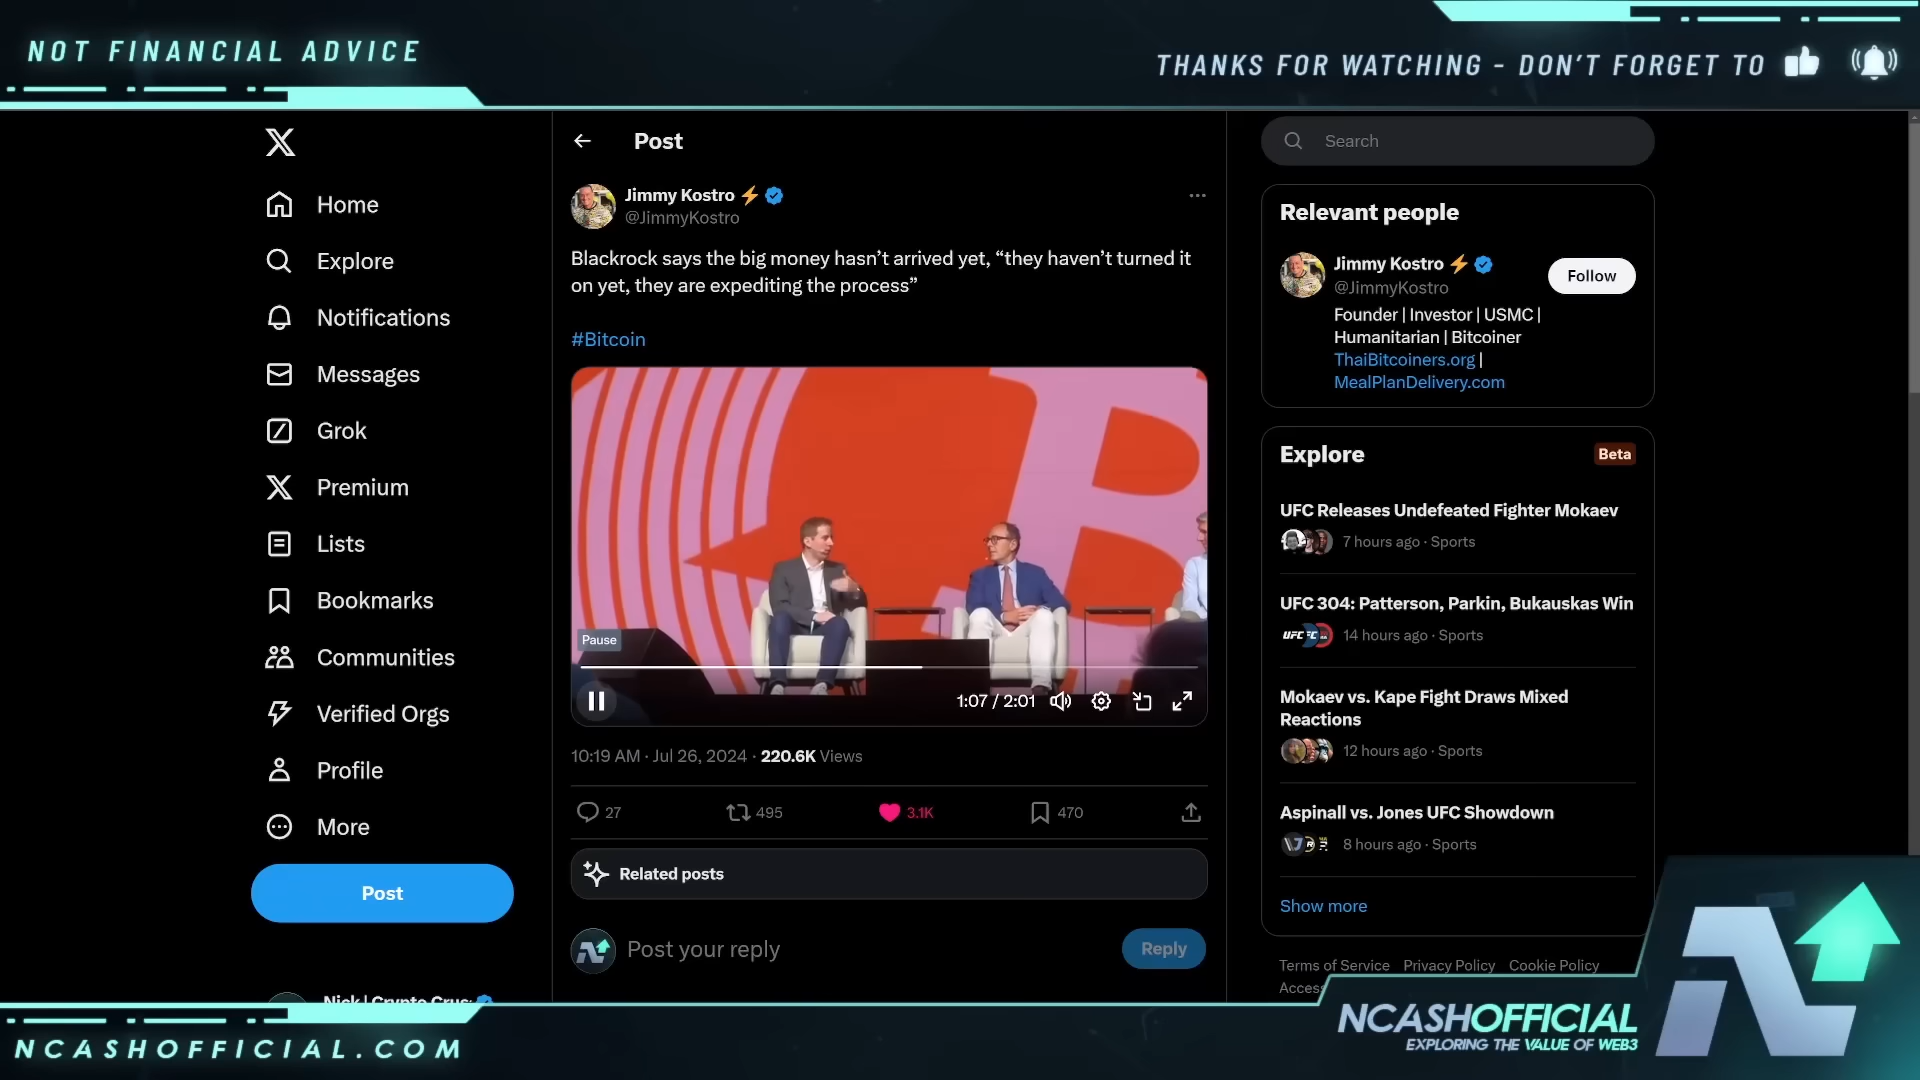 NOT FINANCIAL ADVICE
THANKS FOR WATCHING - DON'T FORGET TO
Home
Explore
Notifications
Messages
Grok
Premium
Lists
Bookmarks
Communities
Verified Orgs
Profile
More
Post
Post
Jimmy Kostro
@JimmyKostro
Blackrock says the big money hasn’t arrived yet, “they haven’t turned it
on yet, they are expediting the process”
#Bitcoin
Pause
1:07 / 2:01
10:19 AM · Jul 26, 2024 · 220.6K Views
27
495
3.1K
470
Related posts
Post your reply
Reply
Search
Relevant people
Jimmy Kostro
@JimmyKostro
Follow
Founder | Investor | USMC |
Humanitarian | Bitcoiner
ThaiBitcoiners.org |
MealPlanDelivery.com
Explore
Beta
UFC Releases Undefeated Fighter Mokaev
7 hours ago · Sports
UFC 304: Patterson, Parkin, Bukauskas Win
14 hours ago · Sports
Mokaev vs. Kape Fight Draws Mixed
Reactions
12 hours ago · Sports
Aspinall vs. Jones UFC Showdown
8 hours ago · Sports
Show more
Terms of Service Privacy Policy Cookie Policy
NCASHOFFICIAL.COM
NCASHOFFICIAL
EXPLORING THE VALUE OF WEB3